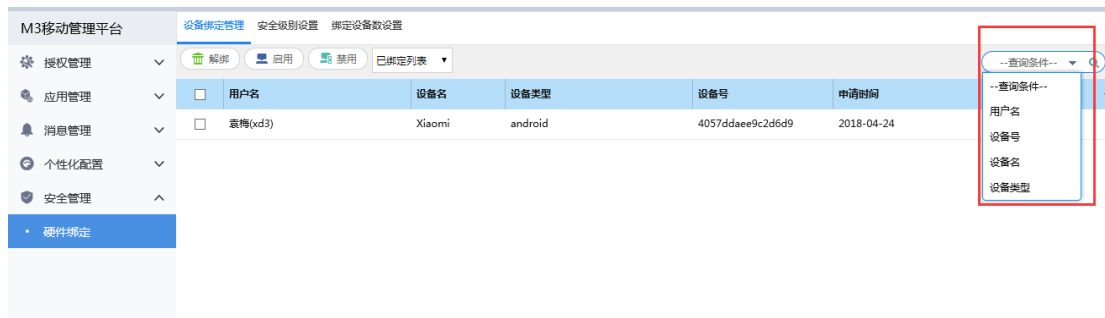 M3移动管理平台
设备绑定管理 安全级别设置 绑定设备数设置
授权管理
解绑 启用 禁用 已绑定列表
--查询条件--
应用管理
用户名 设备名 设备类型 设备号 申请时间
袁梅(xd3) Xiaomi android 4057ddaee9c2d6d9 2018-04-24
消息管理
个性化配置
安全管理
硬件绑定
--查询条件--
用户名
设备号
设备名
设备类型